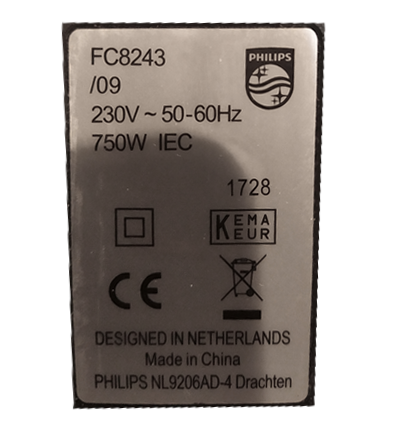 FC8243
PHILIPS
/09
230V ~ 50-60Hz
750W IEC
1728
KEMA
KEUR
CE
DESIGNED IN NETHERLANDS
Made in China
PHILIPS NL9206AD-4 Drachten